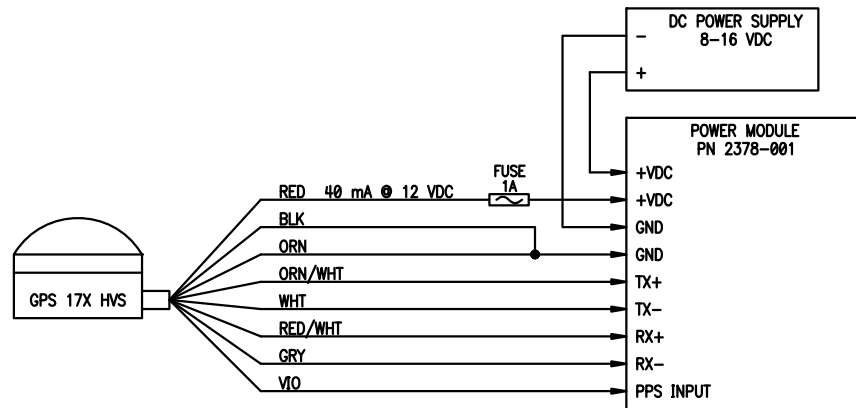 DC POWER SUPPLY
8-16 VDC
-
+
POWER MODULE
PN 2378-001
+VDC
+VDC
GND
GND
TX+
TX-
RX+
RX-
PPS INPUT
FUSE
1A
RED 40 mA @ 12 VDC
BLK
ORN
ORN/WHT
WHT
RED/WHT
GRY
VIO
GPS 17X HVS